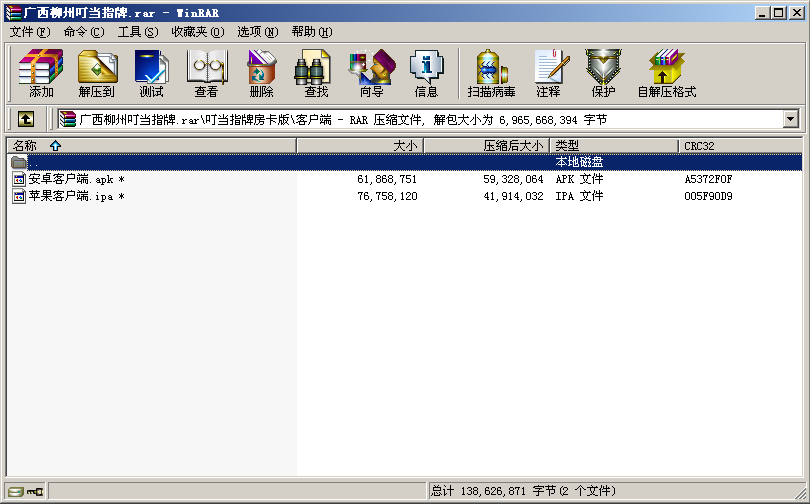 广西柳州叮当指牌.rar - WinRAR
文件(F) 命令(C) 工具(S) 收藏夹(O) 选项(N) 帮助(H)
添加 解压到 测试 查看 删除 查找 向导 信息 扫描病毒 注释 保护 自解压格式
广西柳州叮当指牌.rar\叮当指牌房卡版\客户端 - RAR 压缩文件, 解包大小为 6,965,668,394 字节
名称 大小 压缩后大小 类型 CRC32
.. 本地磁盘
安卓客户端.apk * 61,868,751 59,328,064 APK 文件 A5372F0F
苹果客户端.ipa * 76,758,120 41,914,032 IPA 文件 005F90D9
总计 138,626,871 字节(2 个文件)